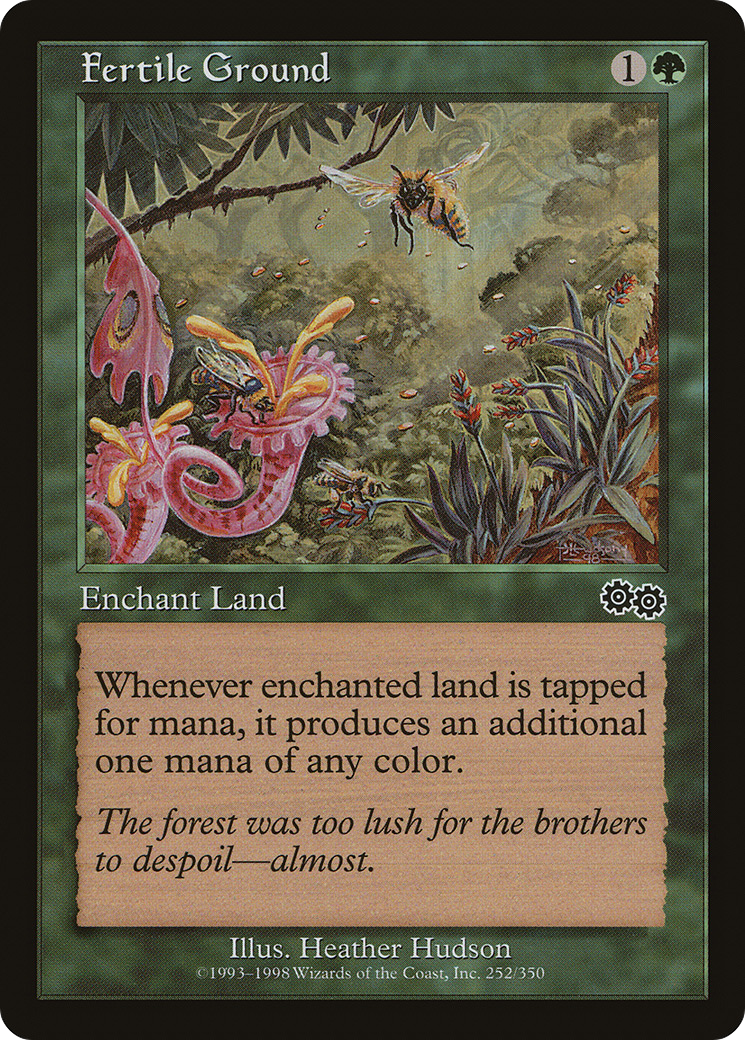 Fertile Ground
1
Enchant Land
Whenever enchanted land is tapped
for mana, it produces an additional
one mana of any color.
The forest was too lush for the brothers
to despoil—almost.
Illus. Heather Hudson
©1993–1998 Wizards of the Coast, Inc. 252/350